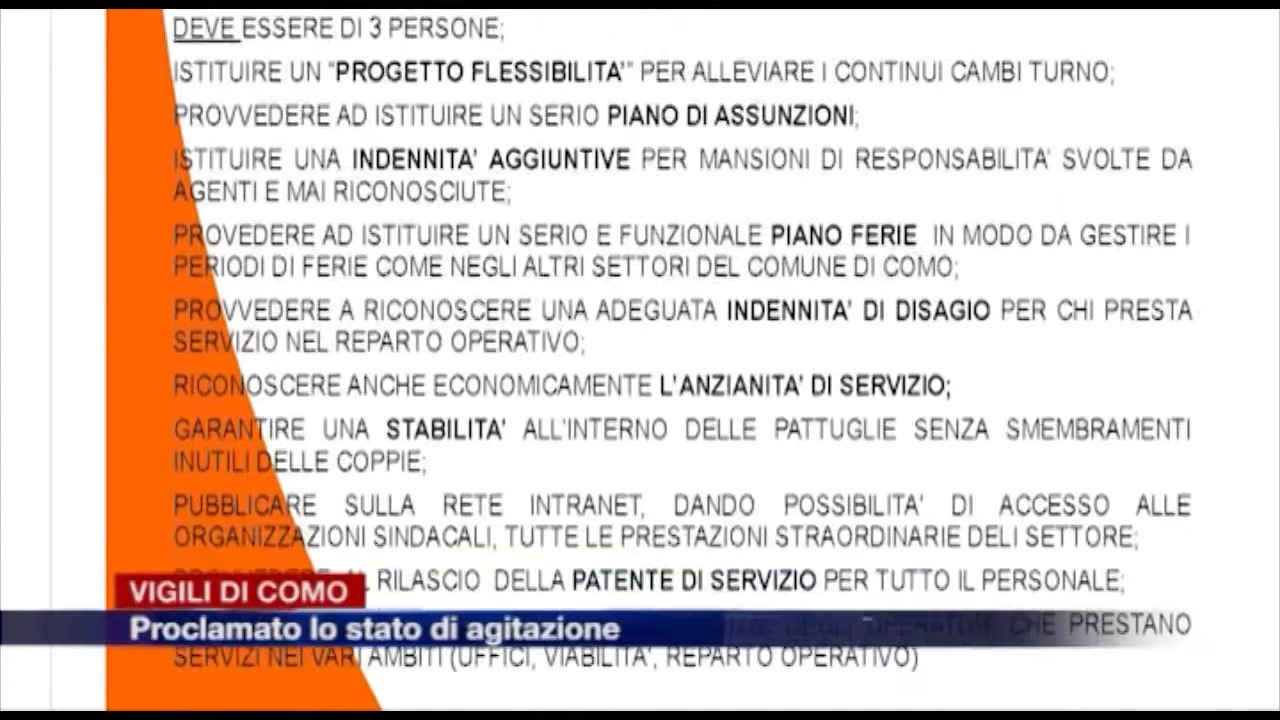 DEVE ESSERE DI 3 PERSONE;
ISTITUIRE UN “PROGETTO FLESSIBILITA’” PER ALLEVIARE I CONTINUI CAMBI TURNO;
PROVVEDERE AD ISTITUIRE UN SERIO PIANO DI ASSUNZIONI;
ISTITUIRE UNA INDENNITA’ AGGIUNTIVE PER MANSIONI DI RESPONSABILITA’ SVOLTE DA
AGENTI E MAI RICONOSCIUTE;
PROVEDERE AD ISTITUIRE UN SERIO E FUNZIONALE PIANO FERIE IN MODO DA GESTIRE I
PERIODI DI FERIE COME NEGLI ALTRI SETTORI DEL COMUNE DI COMO;
PROVVEDERE A RICONOSCERE UNA ADEGUATA INDENNITA’ DI DISAGIO PER CHI PRESTA
SERVIZIO NEL REPARTO OPERATIVO;
RICONOSCERE ANCHE ECONOMICAMENTE L’ANZIANITA’ DI SERVIZIO;
GARANTIRE UNA STABILITA’ ALL’INTERNO DELLE PATTUGLIE SENZA SMEMBRAMENTI
INUTILI DELLE COPPIE;
PUBBLICARE SULLA RETE INTRANET, DANDO POSSIBILITA’ DI ACCESSO ALLE
ORGANIZZAZIONI SINDACALI, TUTTE LE PRESTAZIONI STRAORDINARIE DELI SETTORE;
RILASCIO DELLA PATENTE DI SERVIZIO PER TUTTO IL PERSONALE;
VIGILI DI COMO
Proclamato lo stato di agitazione
DEGLI OPERATORI CHE PRESTANO
SERVIZI NEI VARI AMBITI (UFFICI, VIABILITA’, REPARTO OPERATIVO)